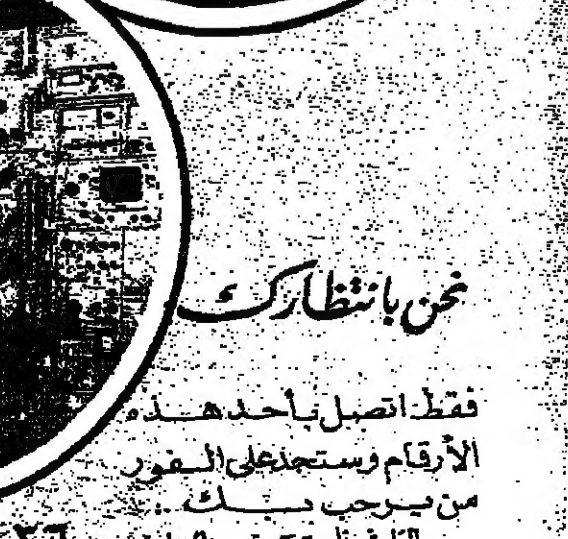 نحن بانتظارك
فقط اتصل بأحد هذه
الأرقام وستجد على الفور
من يرحب بك ..